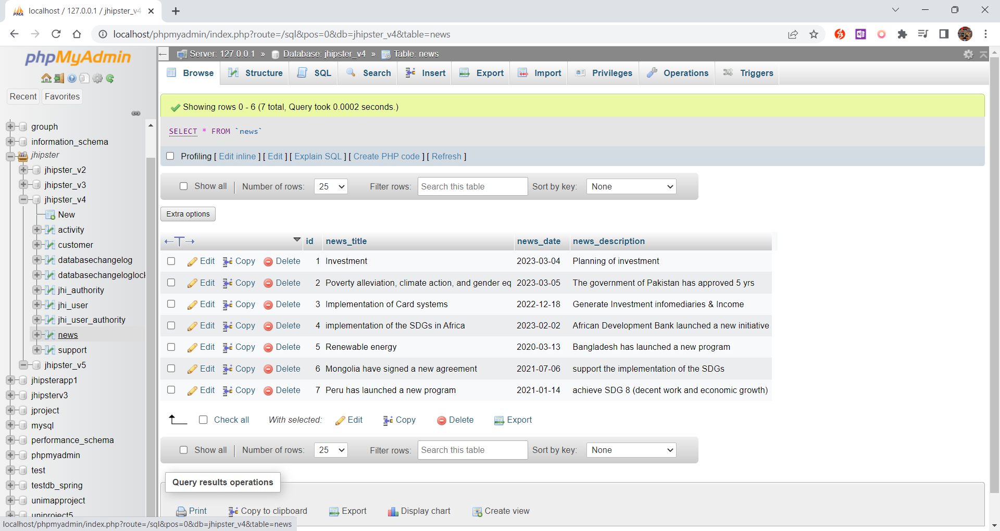 localhost / 127.0.0.1 / jhipster_v4
localhost/phpmyadmin/index.php?route=/sql&pos=0&db=jhipster_v4&table=news
phpMyAdmin
Recent Favorites
grouph
information_schema
jhipster
jhipster_v2
jhipster_v3
jhipster_v4
New
activity
customer
databasechangelog
databasechangeloglock
jhi_authority
jhi_user
jhi_user_authority
news
support
jhipster_v5
jhipsterapp1
jhipsterv3
jproject
mysql
performance_schema
phpmyadmin
test
testdb_spring
unimapproject
uniproject5
localhost/phpmyadmin/index.php?route=/sql&pos=0&db=jhipster_v4&table=news
Server: 127.0.0.1 » Database: jhipster_v4 » Table: news
Browse Structure SQL Search Insert Export Import Privileges Operations Triggers
Showing rows 0 - 6 (7 total, Query took 0.0002 seconds.)
SELECT * FROM `news`
Profiling [ Edit inline ] [ Edit ] [ Explain SQL ] [ Create PHP code ] [ Refresh ]
Show all Number of rows: 25 Filter rows: Search this table Sort by key: None
Extra options
id news_title news_date news_description
Edit Copy Delete 1 Investment 2023-03-04 Planning of investment
Edit Copy Delete 2 Poverty alleviation, climate action, and gender eq 2023-03-05 The government of Pakistan has approved 5 yrs
Edit Copy Delete 3 Implementation of Card systems 2022-12-18 Generate Investment infomediaries & Income
Edit Copy Delete 4 implementation of the SDGs in Africa 2023-02-02 African Development Bank launched a new initiative
Edit Copy Delete 5 Renewable energy 2020-03-13 Bangladesh has launched a new program
Edit Copy Delete 6 Mongolia have signed a new agreement 2021-07-06 support the implementation of the SDGs
Edit Copy Delete 7 Peru has launched a new program 2021-01-14 achieve SDG 8 (decent work and economic growth)
Check all With selected: Edit Copy Delete Export
Show all Number of rows: 25 Filter rows: Search this table Sort by key: None
Query results operations
Print Copy to clipboard Export Display chart Create view